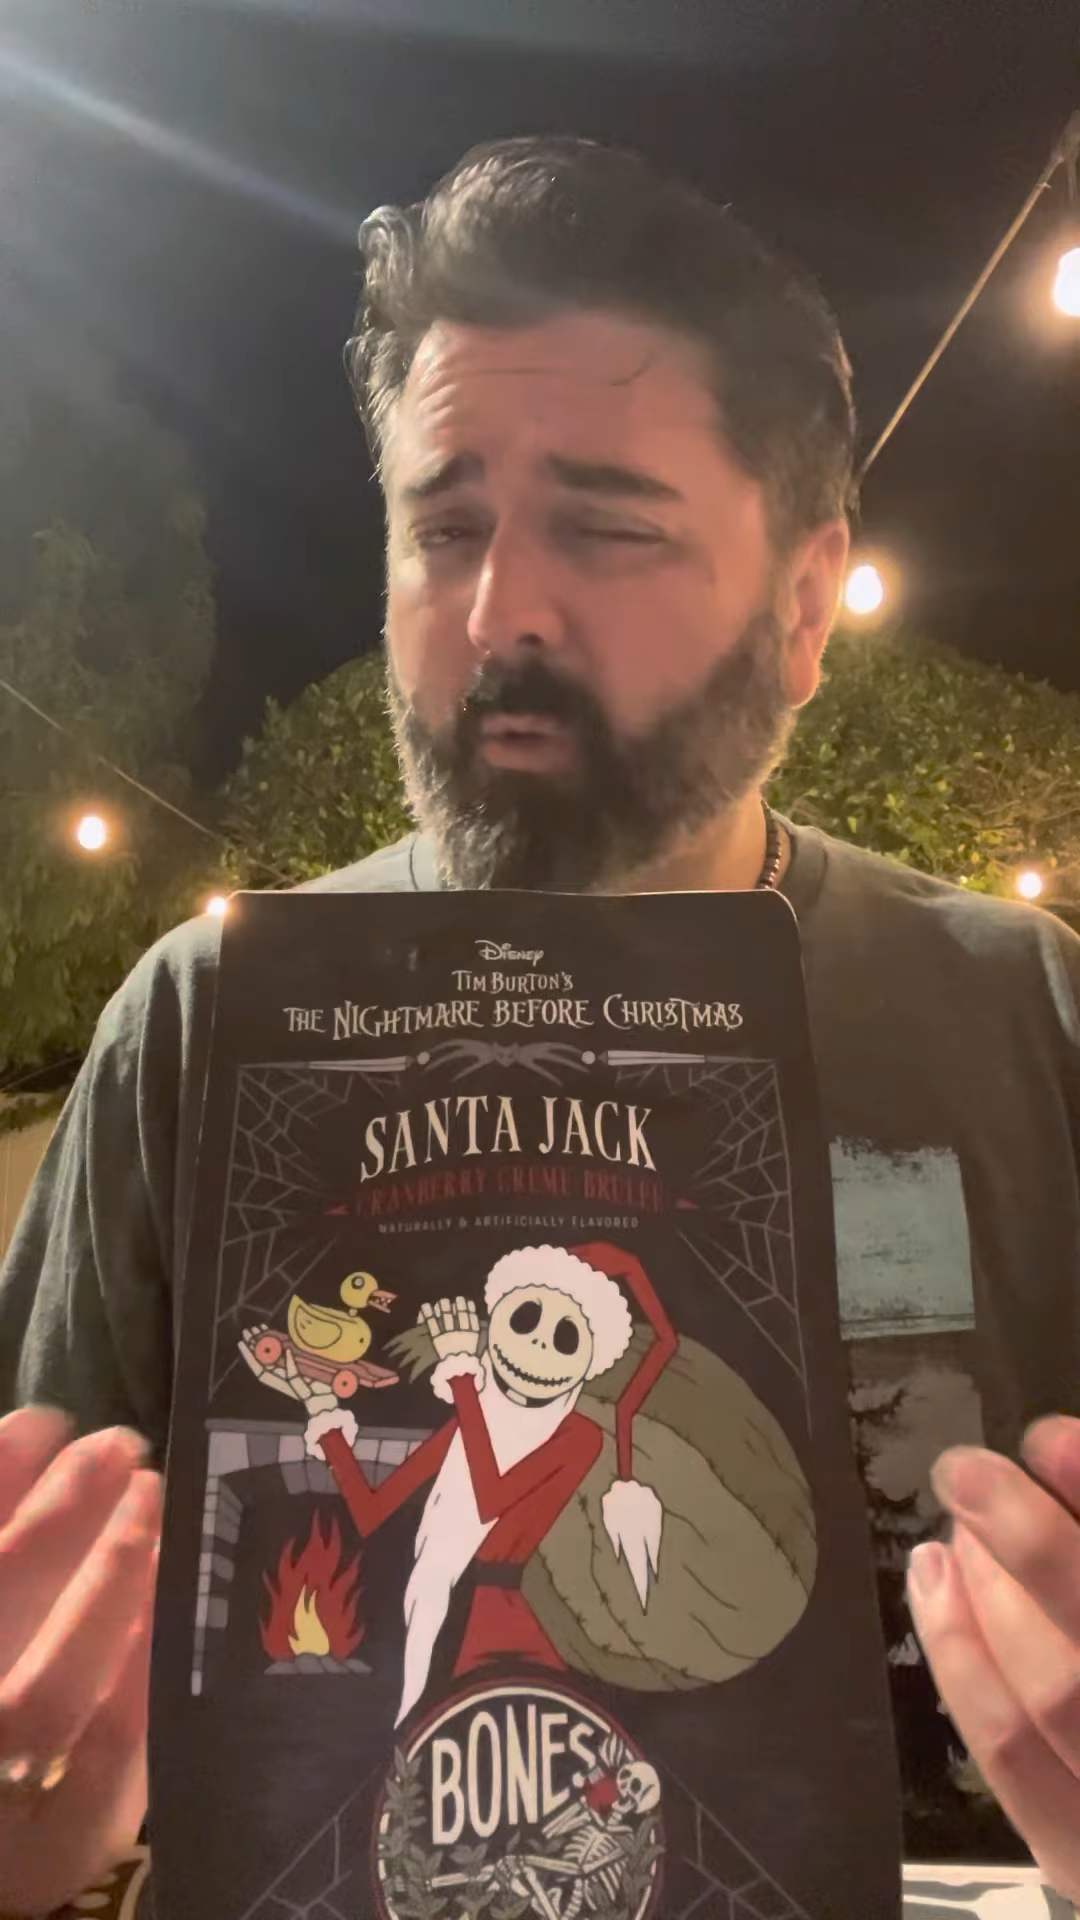 Disney
Tim Burton's
The Nightmare Before Christmas
SANTA JACK
CRANBERRY CREME BRULEE
NATURALLY & ARTIFICIALLY FLAVORED
BONES